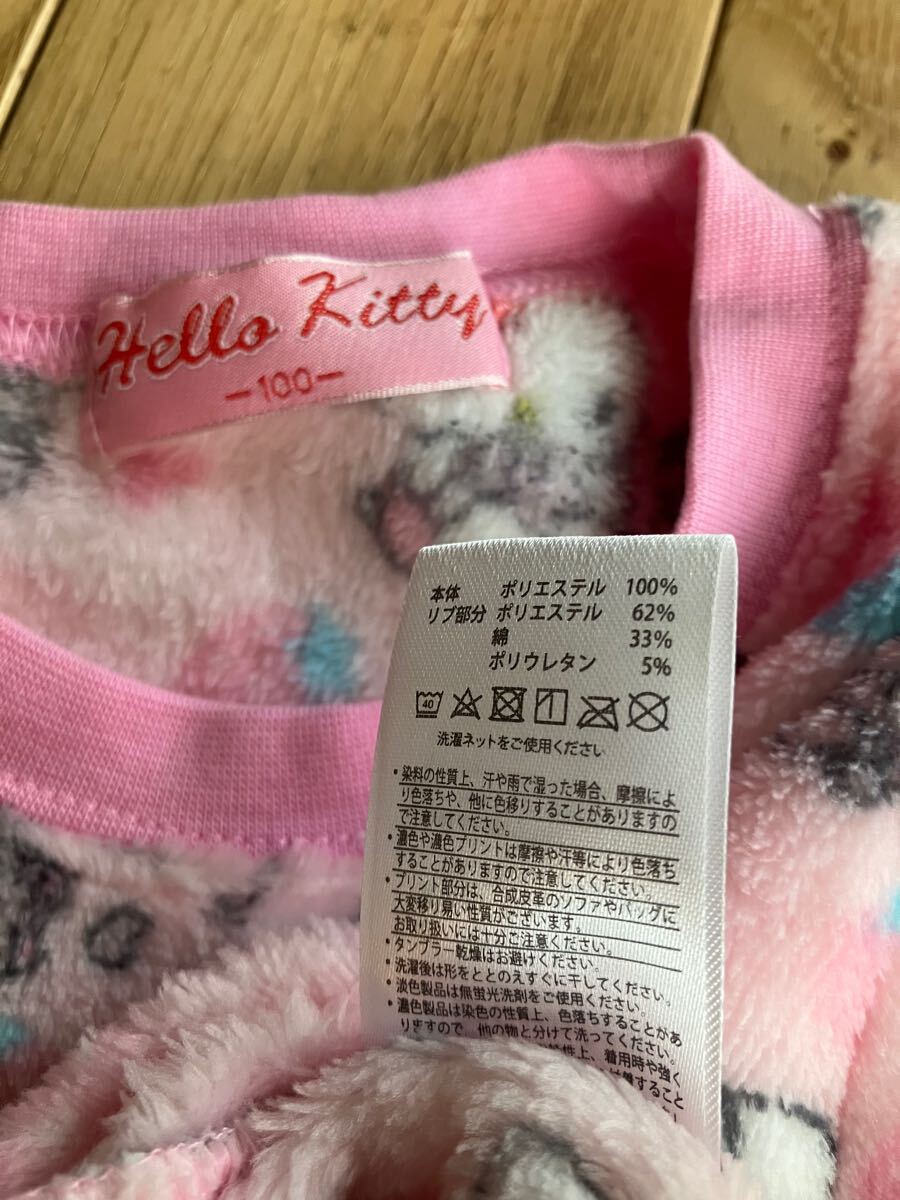 Hello Kitty
-100-
本体 ポリエステル 100%
リブ部分 ポリエステル 62%
綿 33%
ポリウレタン 5%
40
洗濯ネットをご使用ください
・染料の性質上、汗や雨で湿った場合、摩擦によ
り色落ちや、他に色移りすることがありますの
で注意してください。
・濃色や濃色プリントは摩擦や汗等により色落ち
することがありますので注意してください。
・プリント部分は、合成皮革のソファやバッグに
大変移り易い性質がございます。
お取り扱いには十分ご注意ください。
・タンブラー乾燥はお避けください。
・洗濯後は形をととのえすぐに干してください。
・淡色製品は無蛍光洗剤をご使用ください。
・濃色製品は染色の性質上、色落ちすることがあ
りますので、他の物と分けて洗ってください。
性上、着用時や強く
すること